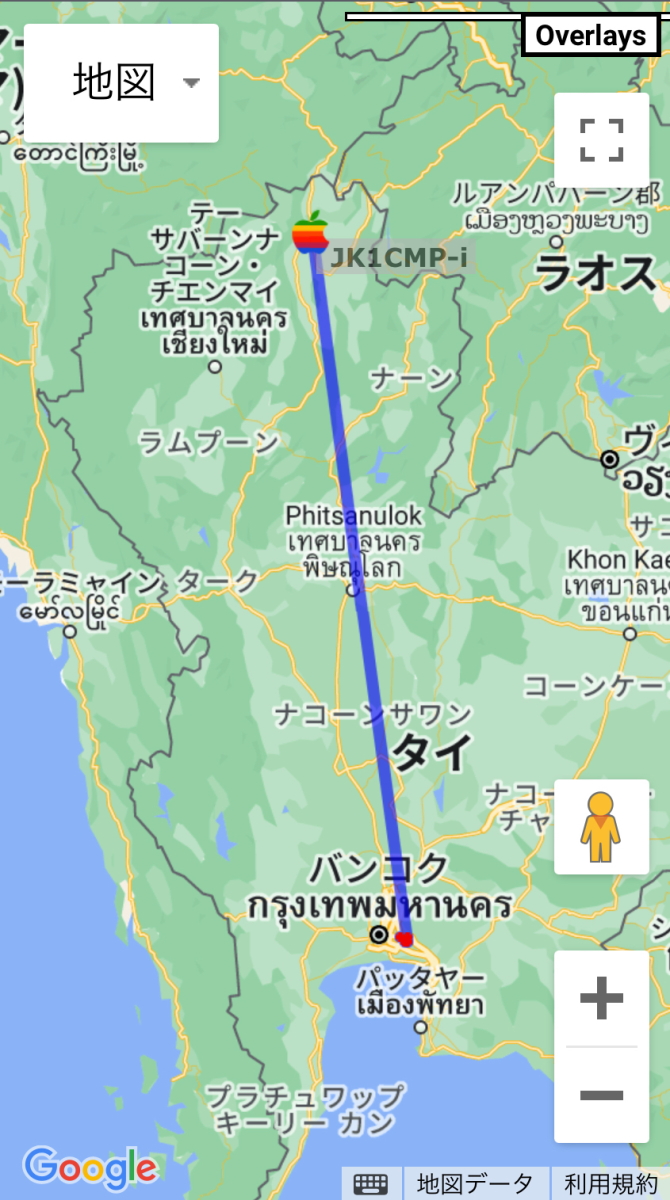 Overlays
地図
တောင်ကြီးမြို့
ルアンパバーン郡
ເມືອງຫຼວງພະບາງ
テー
サバーンナ
コーン・
チエンマイ
เทศบาลนคร
เชียงใหม่
JK1CMP-i
ラオス
ナーン
ラムプーン
ヴィ
Phitsanulok
เทศบาลนคร
พิษณุโลก
サ
Khon Kae
เทศบาลน
ขอนแก่น
ーラミャイン
မော်လမြိုင်
ターク
コーンケー
ナコーンサワン
タイ
ナコー
チャ
バンコク
กรุงเทพมหานคร
パッタヤー
เมืองพัทยา
プラチュワップ
キーリー カン
Google
地図データ
利用規約